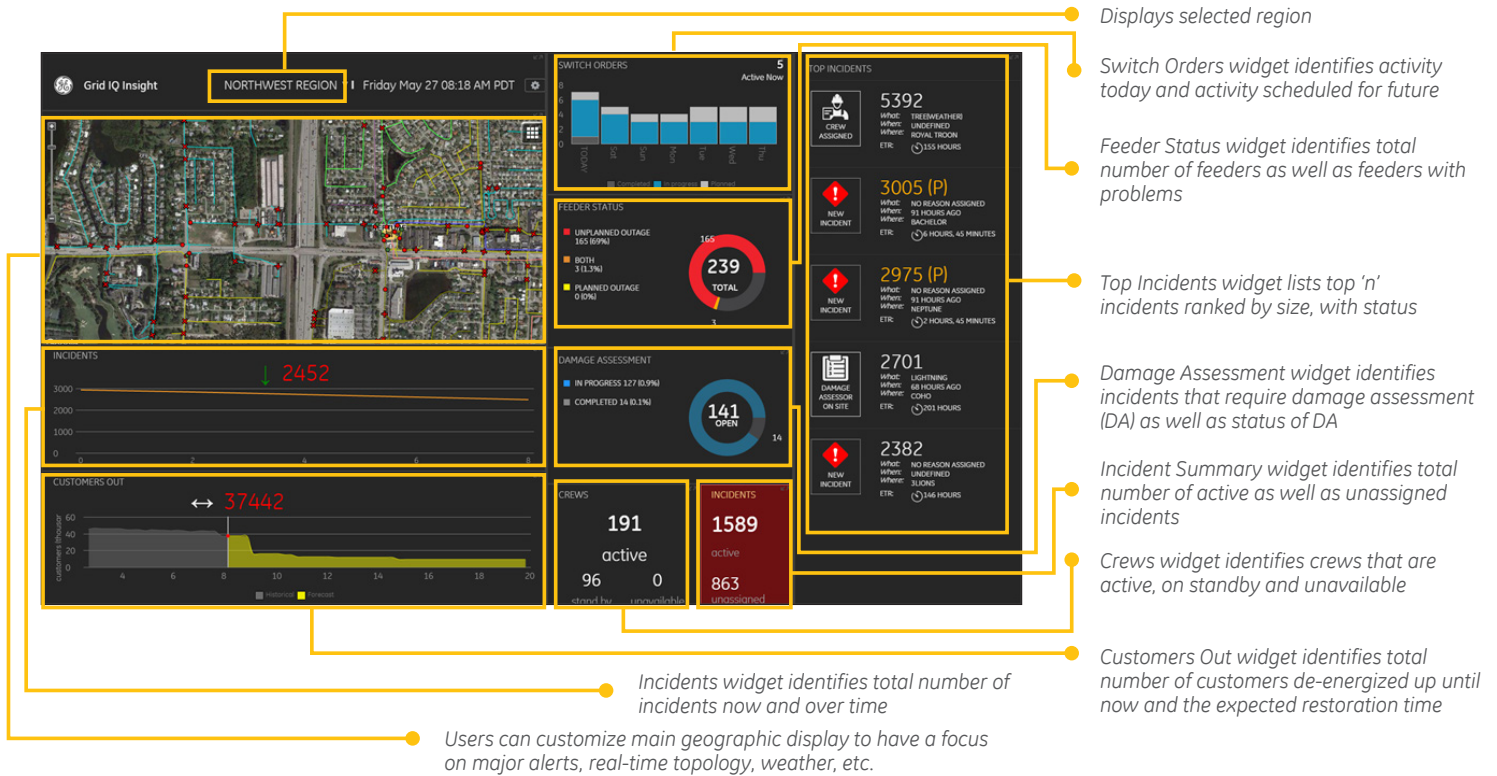 Displays selected region
Switch Orders widget identifies activity
today and activity scheduled for future
Feeder Status widget identifies total
number of feeders as well as feeders with
problems
Top Incidents widget lists top ‘n’
incidents ranked by size, with status
Damage Assessment widget identifies
incidents that require damage assessment
(DA) as well as status of DA
Incident Summary widget identifies total
number of active as well as unassigned
incidents
Crews widget identifies crews that are
active, on standby and unavailable
Customers Out widget identifies total
number of customers de-energized up until
now and the expected restoration time
Incidents widget identifies total number of
incidents now and over time
Users can customize main geographic display to have a focus
on major alerts, real-time topology, weather, etc.
Grid IQ Insight
NORTHWEST REGION
Friday May 27 08:18 AM PDT
INCIDENTS
2452
3000
2000
1000
0
0 2 4 6 8
CUSTOMERS OUT
37442
customers (thousan
60
40
20
0
4 6 8 10 12 14 16 18 20
Historical Forecast
SWITCH ORDERS
5
Active Now
8
6
4
2
0
TODAY Sat Sun Mon Tue Wed Thu
Completed In progress Planned
FEEDER STATUS
UNPLANNED OUTAGE
165 (69%)
BOTH
3 (1.3%)
PLANNED OUTAGE
0 (0%)
165
239
TOTAL
3
DAMAGE ASSESSMENT
IN PROGRESS 127 (0.9%)
COMPLETED 14 (0.1%)
141
OPEN
14
CREWS
191
active
96 0
stand by unavailable
INCIDENTS
1589
active
863
unassigned
TOP INCIDENTS
CREW
ASSIGNED
5392
What: TREE(WEATHER)
When: UNDEFINED
Where: ROYAL TROON
ETR: 155 HOURS
NEW
INCIDENT
3005 (P)
What: NO REASON ASSIGNED
When: 91 HOURS AGO
Where: BACHELOR
ETR: 6 HOURS, 45 MINUTES
NEW
INCIDENT
2975 (P)
What: NO REASON ASSIGNED
When: 91 HOURS AGO
Where: NEPTUNE
ETR: 2 HOURS, 45 MINUTES
DAMAGE
ASSESSOR
ON SITE
2701
What: LIGHTNING
When: 68 HOURS AGO
Where: COHO
ETR: 201 HOURS
NEW
INCIDENT
2382
What: NO REASON ASSIGNED
When: UNDEFINED
Where: 3LIONS
ETR: 146 HOURS